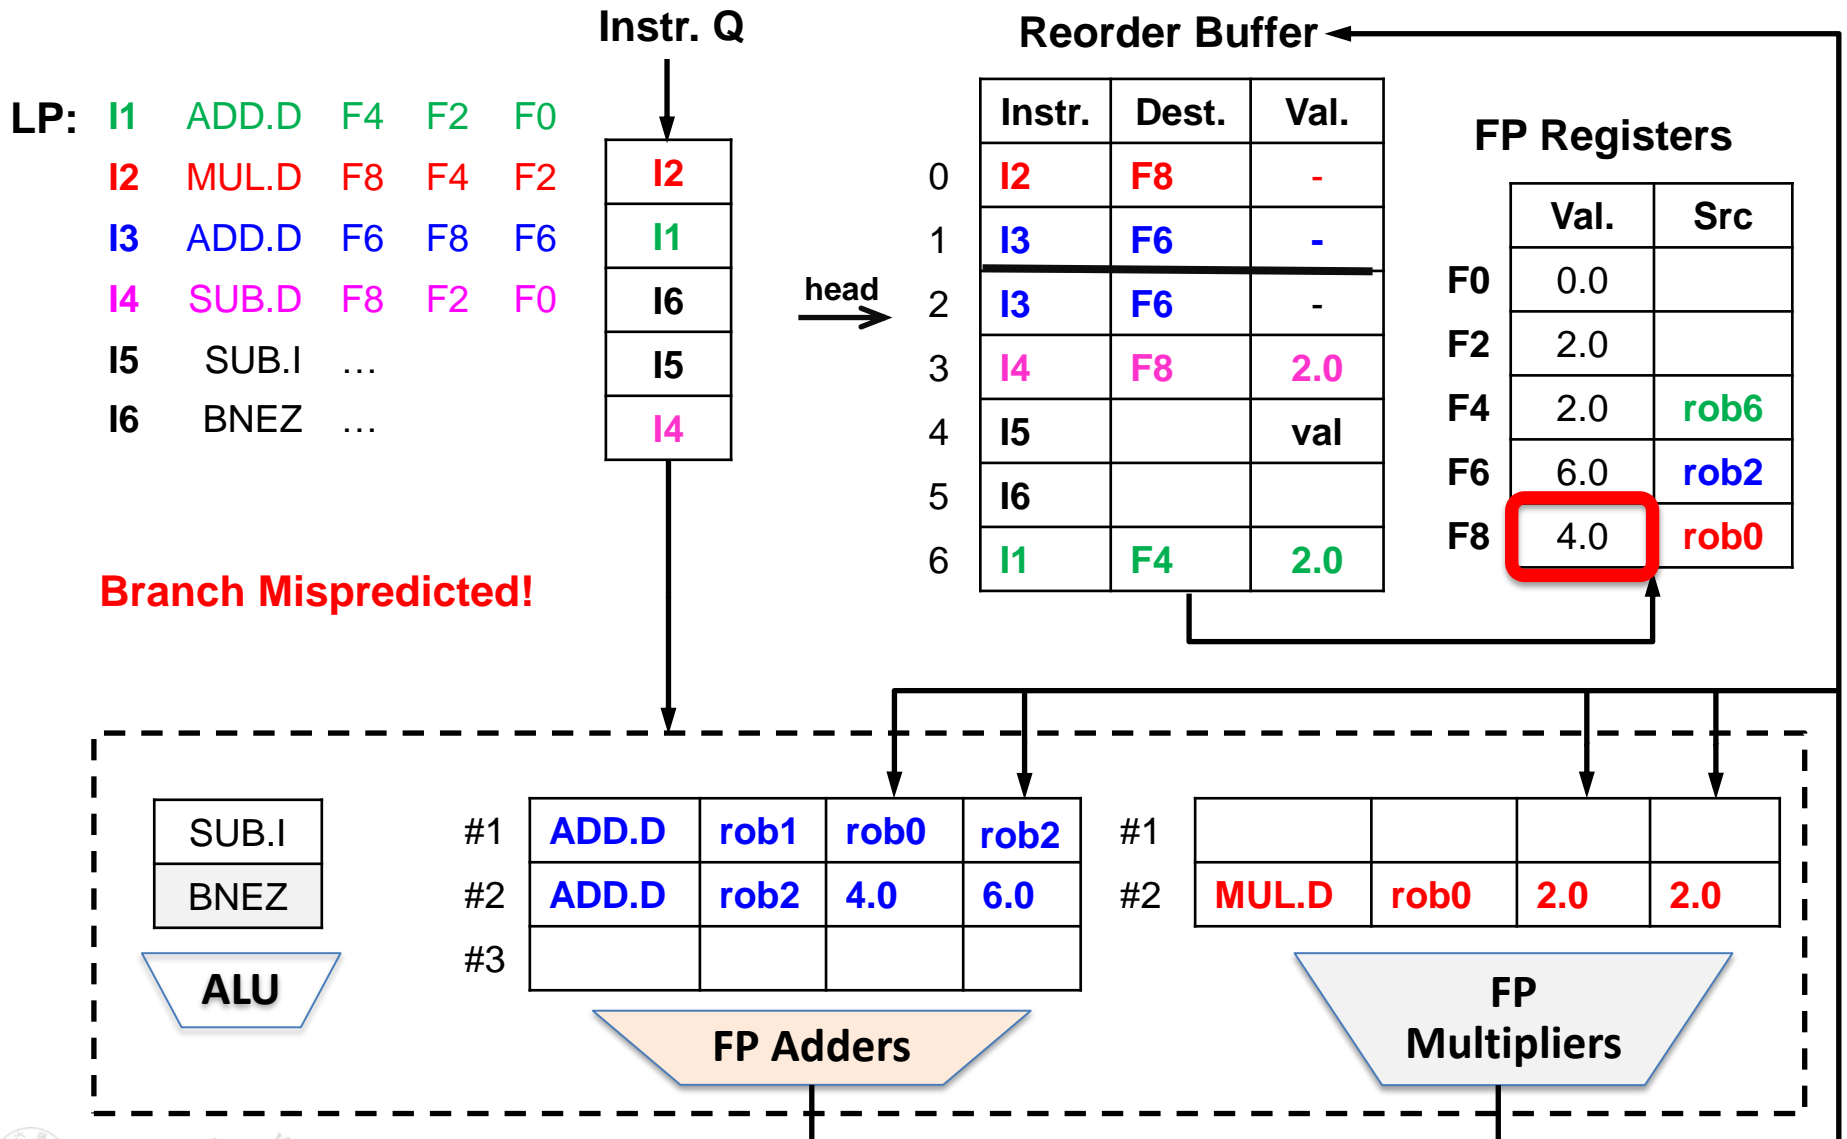 Instr. Q
Reorder Buffer
LP: I1 ADD.D F4 F2 F0
I2 MUL.D F8 F4 F2
I3 ADD.D F6 F8 F6
I4 SUB.D F8 F2 F0
I5 SUB.I …
I6 BNEZ …
I2
I1
I6
I5
I4
head
Instr. Dest. Val.
0 I2 F8 -
1 I3 F6 -
2 I3 F6 -
3 I4 F8 2.0
4 I5 val
5 I6
6 I1 F4 2.0
FP Registers
Val. Src
F0 0.0
F2 2.0
F4 2.0 rob6
F6 6.0 rob2
F8 4.0 rob0
Branch Mispredicted!
SUB.I
BNEZ
ALU
#1 ADD.D rob1 rob0 rob2
#2 ADD.D rob2 4.0 6.0
#3
FP Adders
#1
#2 MUL.D rob0 2.0 2.0
FP
Multipliers